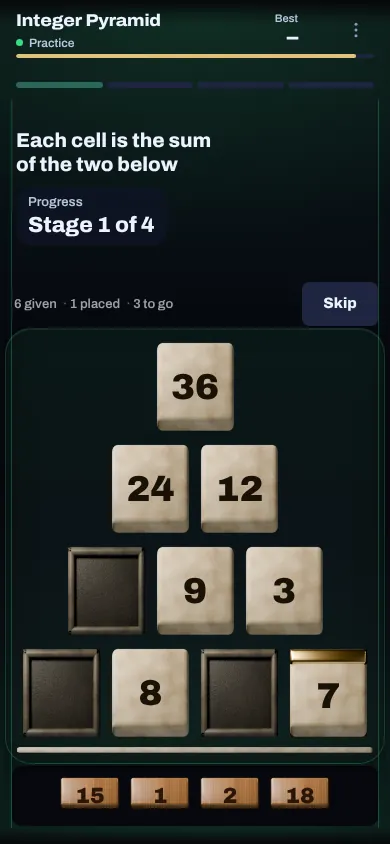 Integer Pyramid
Best
Practice
–
Each cell is the sum
of the two below
Progress
Stage 1 of 4
6 given · 1 placed · 3 to go
Skip
36
24 12
9 3
8 7
15 1 2 18